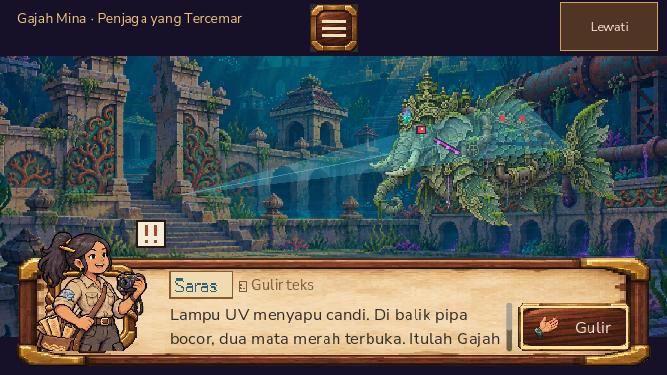 Gajah Mina · Penjaga yang Tercemar
Lewati
!!
Saras
Gulir teks
Lampu UV menyapu candi. Di balik pipa
bocor, dua mata merah terbuka. Itulah Gajah
Gulir